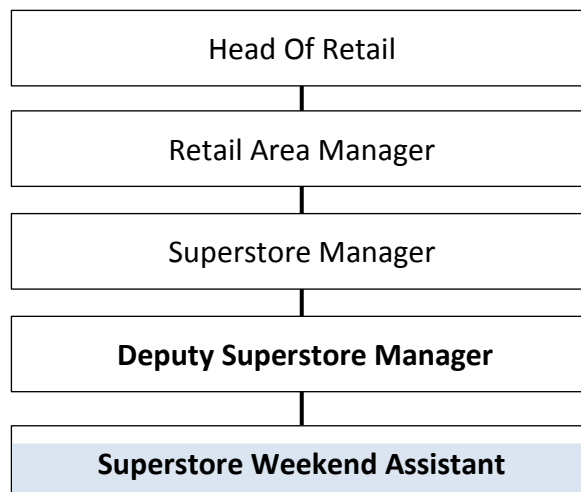 Head Of Retail
Retail Area Manager
Superstore Manager
Deputy Superstore Manager
Superstore Weekend Assistant